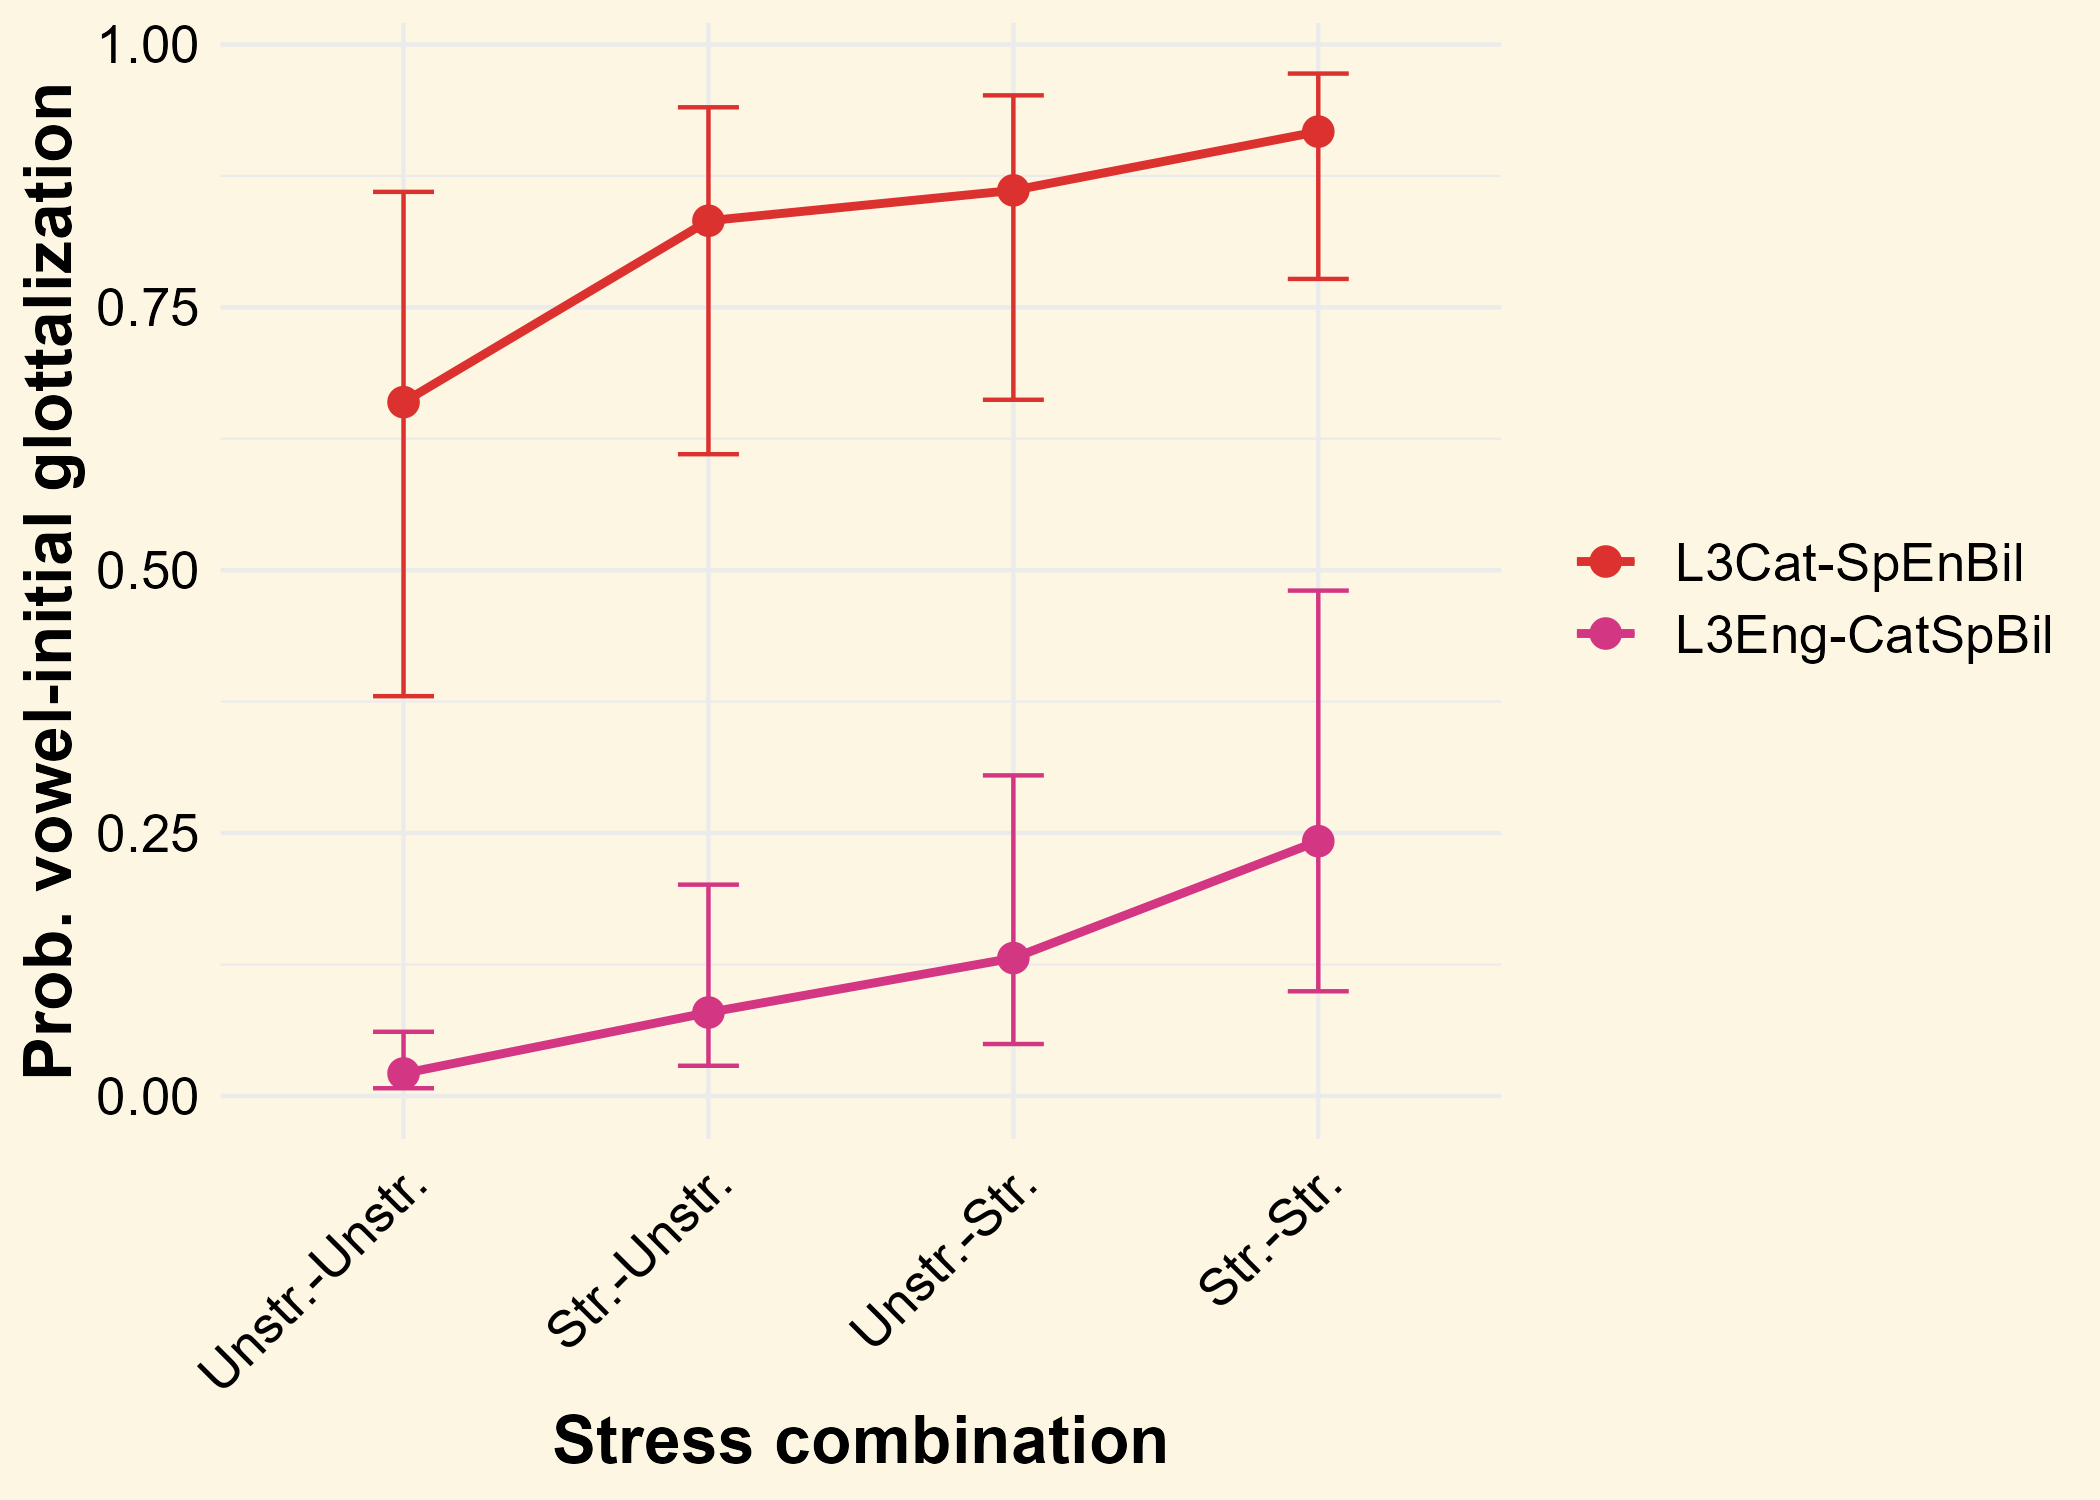 Prob. vowel-initial glottalization
1.00
0.75
0.50
0.25
0.00
Unstr.-Unstr.
Str.-Unstr.
Unstr.-Str.
Str.-Str.
Stress combination
L3Cat-SpEnBil
L3Eng-CatSpBil